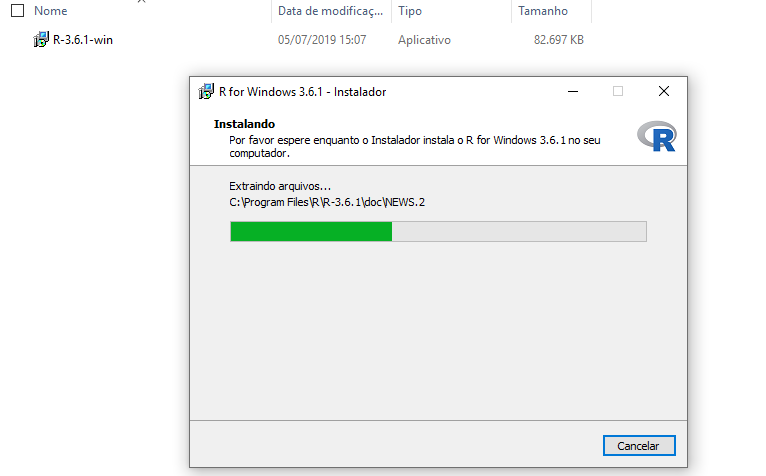 Nome Data de modificaç... Tipo Tamanho
R-3.6.1-win 05/07/2019 15:07 Aplicativo 82.697 KB
R for Windows 3.6.1 - Instalador
Instalando
Por favor espere enquanto o Instalador instala o R for Windows 3.6.1 no seu
computador.
R
Extraindo arquivos...
C:\Program Files\R\R-3.6.1\doc\NEWS.2
Cancelar